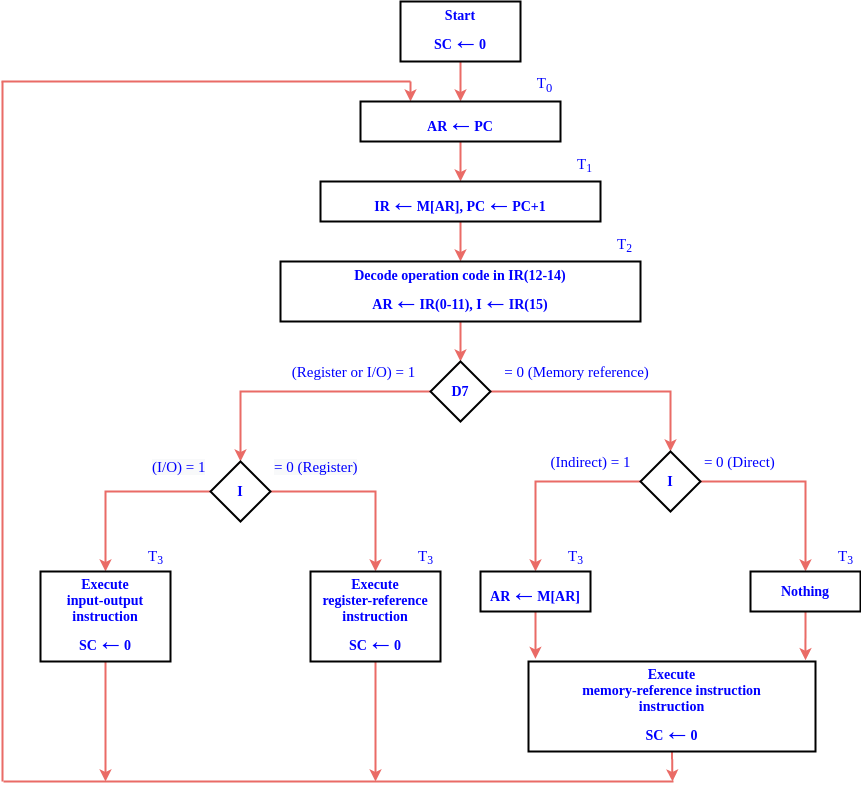 Start
SC ← 0
T0
AR ← PC
T1
IR ← M[AR], PC ← PC+1
T2
Decode operation code in IR(12-14)
AR ← IR(0-11), I ← IR(15)
(Register or I/O) = 1
= 0 (Memory reference)
D7
(I/O) = 1
= 0 (Register)
(Indirect) = 1
= 0 (Direct)
I
I
T3
T3
T3
T3
Execute
input-output
instruction
SC ← 0
Execute
register-reference
instruction
SC ← 0
AR ← M[AR]
Nothing
Execute
memory-reference instruction
instruction
SC ← 0